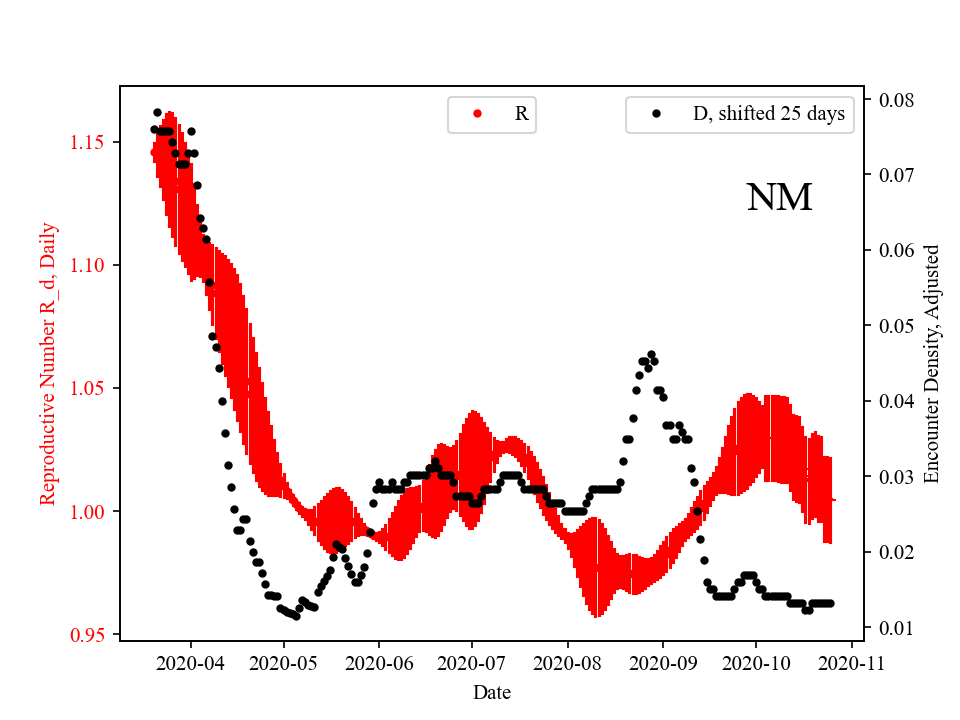 R
D, shifted 25 days
NM
Reproductive Number R_d, Daily
1.15
1.10
1.05
1.00
0.95
0.08
0.07
0.06
0.05
0.04
0.03
0.02
0.01
Encounter Density, Adjusted
2020-04 2020-05 2020-06 2020-07 2020-08 2020-09 2020-10 2020-11
Date